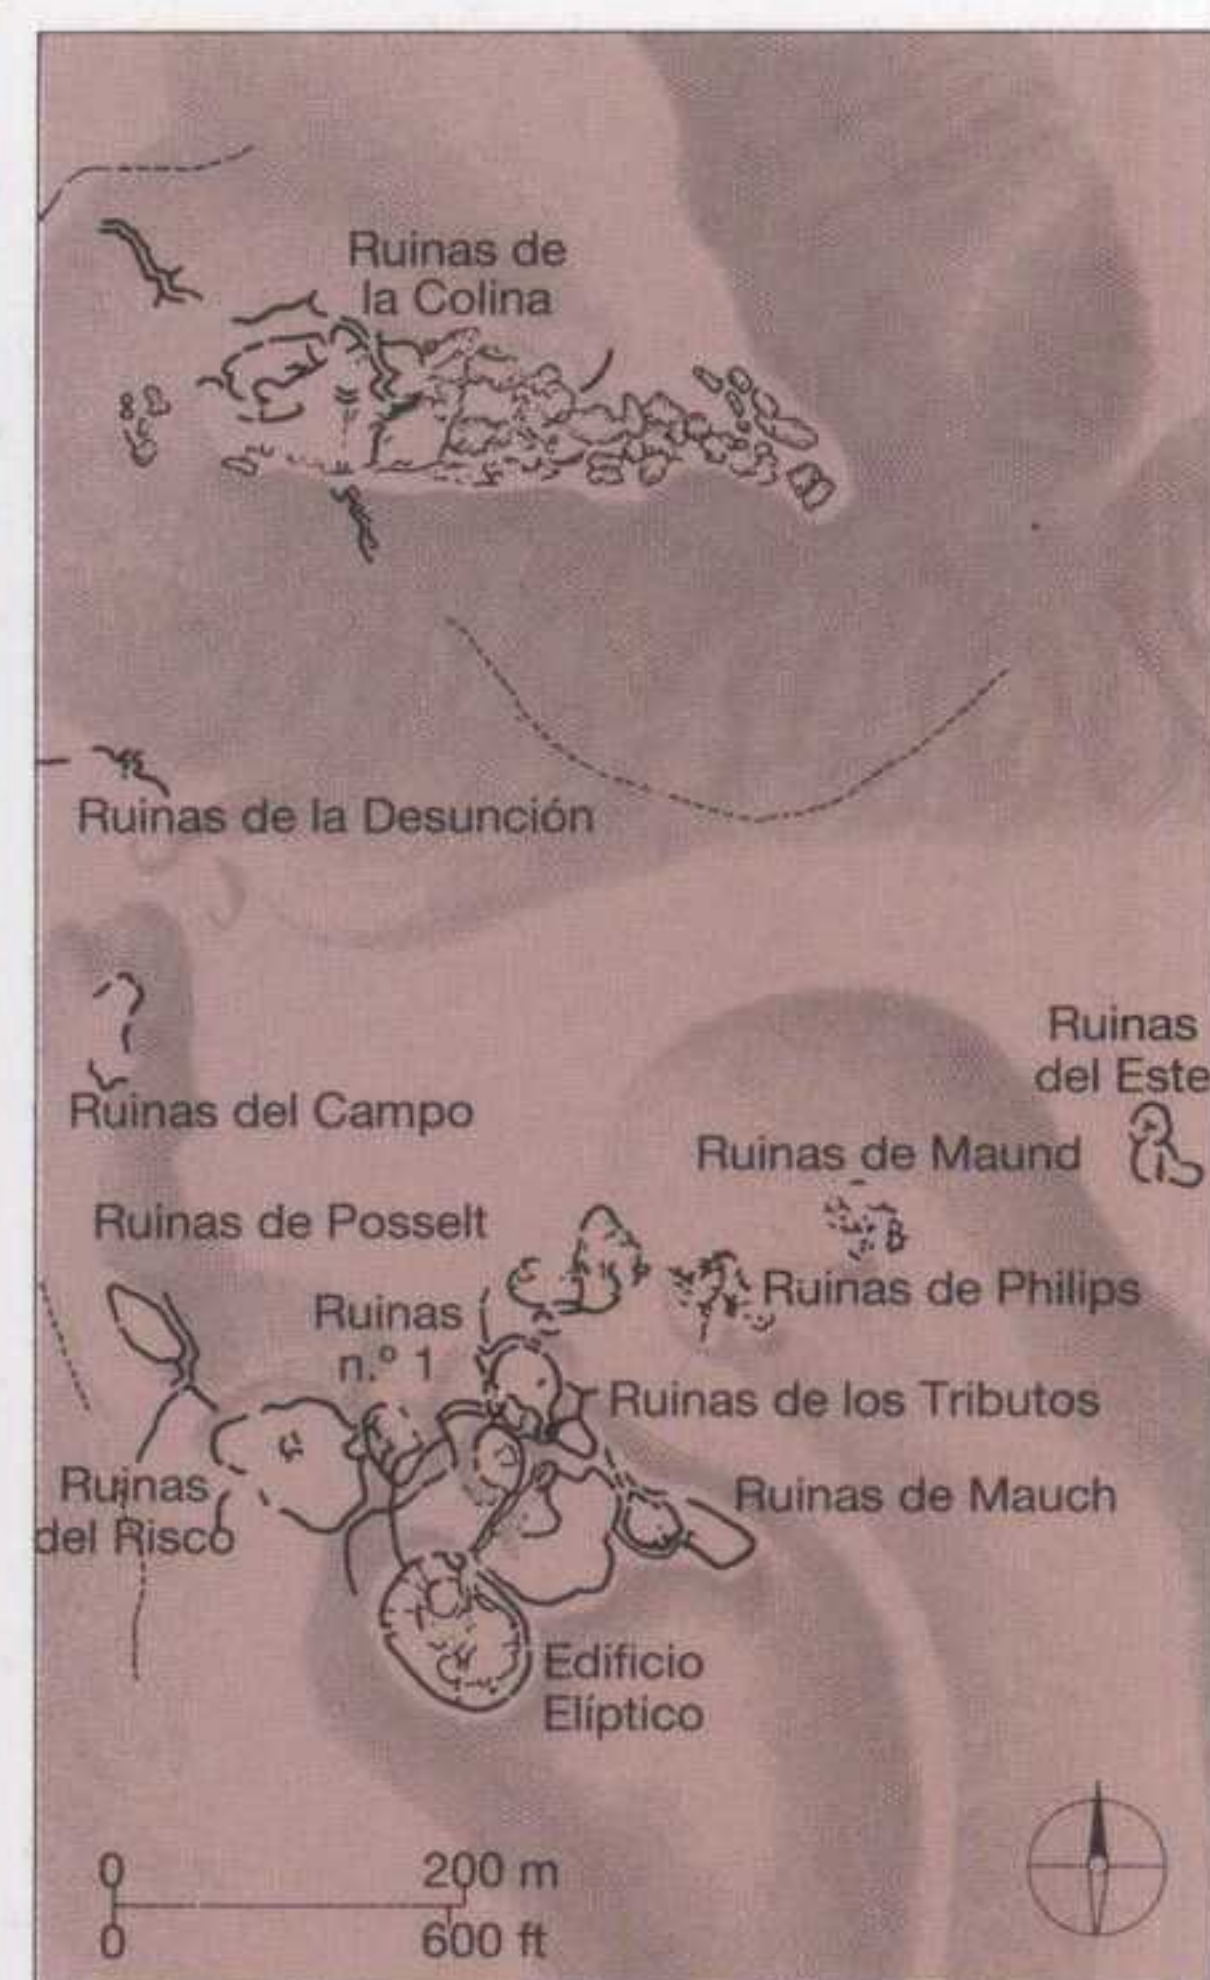 Ruinas de
la Colina
Ruinas de la Desunción
Ruinas
del Este
Ruinas del Campo
Ruinas de Maund
Ruinas de Posselt
Ruinas de Philips
Ruinas
n.º 1
Ruinas de los Tributos
Ruinas
del Risco
Ruinas de Mauch
Edificio
Elíptico
0 200 m
0 600 ft